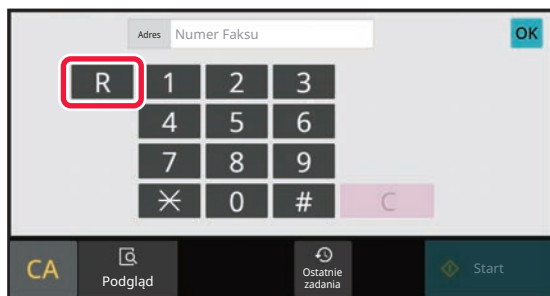 Adres Numer Faksu OK
R 1 2 3
4 5 6
7 8 9
* 0 # C
CA Podgląd Ostatnie
zadania Start